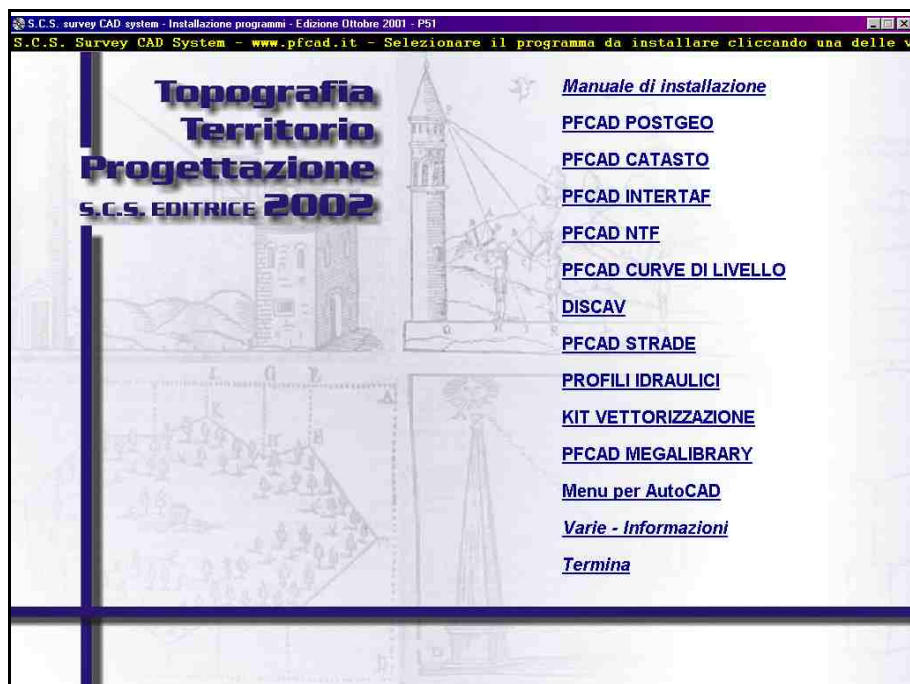 S.C.S. survey CAD system - Installazione programmi - Edizione Ottobre 2001 - P51
S.C.S. Survey CAD System - www.pfcad.it - Selezionare il programma da installare cliccando una delle v
Topografia
Territorio
Progettazione
S.C.S. EDITRICE 2002
Manuale di installazione
PFCAD POSTGEO
PFCAD CATASTO
PFCAD INTERTAF
PFCAD NTF
PFCAD CURVE DI LIVELLO
DISCAV
PFCAD STRADE
PROFILI IDRAULICI
KIT VETTORIZZAZIONE
PFCAD MEGALIBRARY
Menu per AutoCAD
Varie - Informazioni
Termina